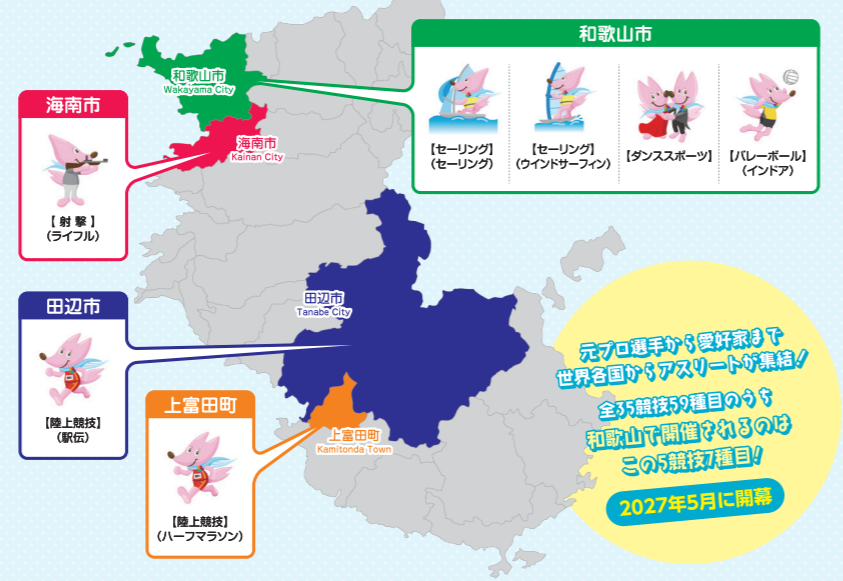 和歌山市
【セーリング】
(セーリング)
【セーリング】
(ウインドサーフィン)
【ダンススポーツ】
【バレーボール】
(インドア)
和歌山市
Wakayama City
海南市
【射撃】
(ライフル)
海南市
Kainan City
田辺市
【陸上競技】
(駅伝)
田辺市
Tanabe City
上富田町
【陸上競技】
(ハーフマラソン)
上富田町
Kamitonda Town
元プロ選手から愛好家まで
世界各国からアスリートが集結!
全35競技59種目のうち
和歌山で開催されるのは
この5競技7種目!
2027年5月に開幕